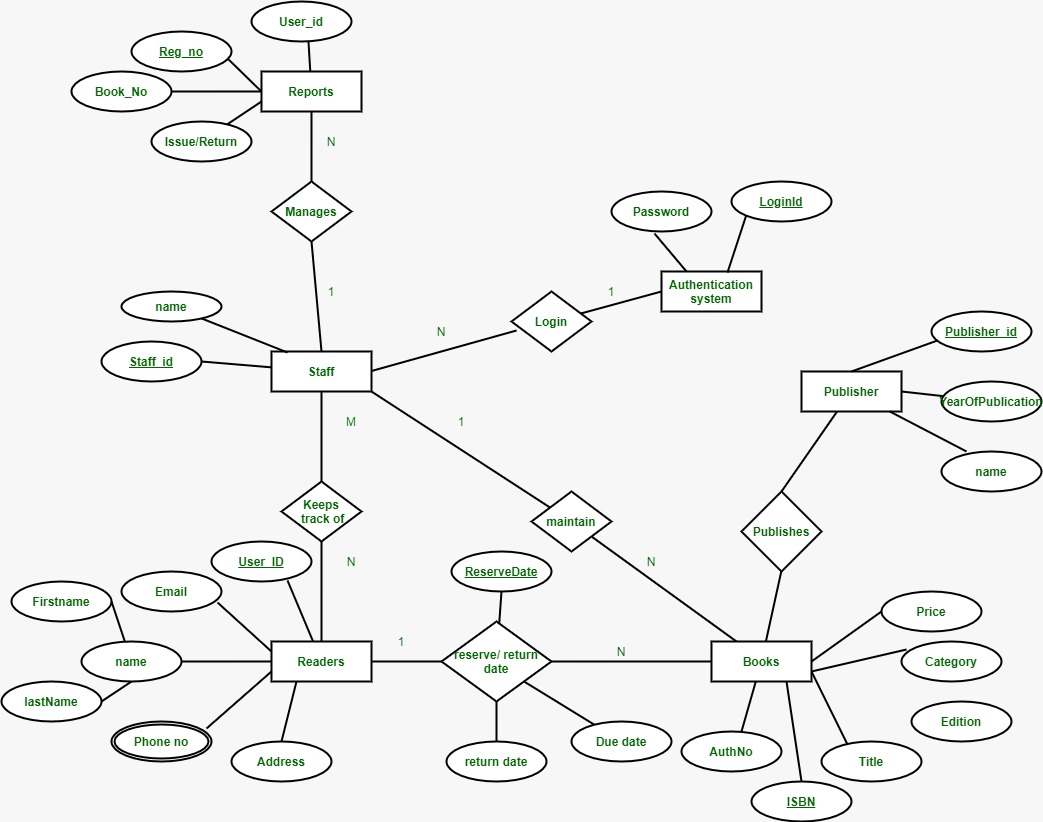 User_id
Reg_no
Book_No
Reports
Issue/Return
N
Manages
Password
LoginId
Authentication
system
1
1
name
Login
N
Staff_id
Staff
Publisher_id
Publisher
YearOfPublication
name
M
1
Keeps
track of
maintain
Publishes
N
N
User_ID
ReserveDate
Email
Firstname
name
lastName
Readers
1
reserve/ return
date
N
Books
Price
Category
Edition
Phone no
Address
return date
Due date
AuthNo
Title
ISBN